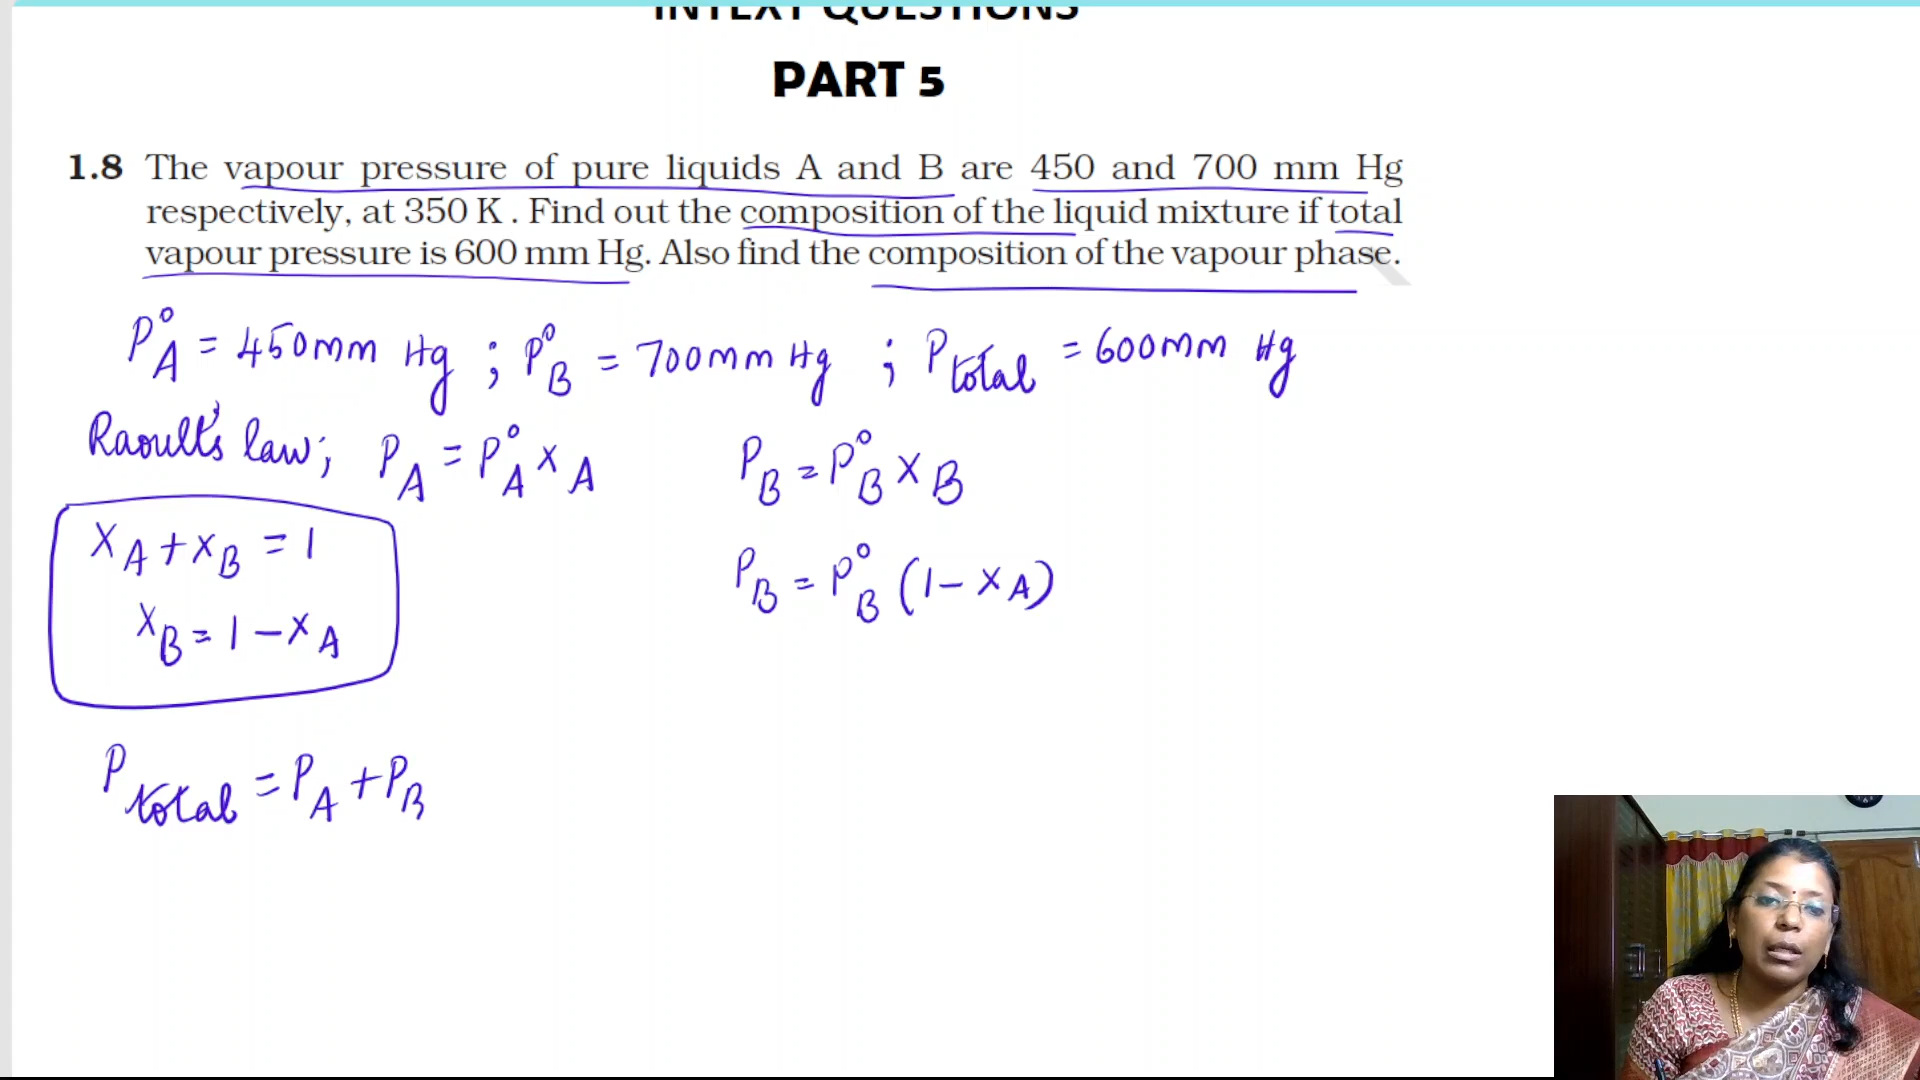 INTEXT QUESTIONS
PART 5
1.8 The vapour pressure of pure liquids A and B are 450 and 700 mm Hg
respectively, at 350 K . Find out the composition of the liquid mixture if total
vapour pressure is 600 mm Hg. Also find the composition of the vapour phase.
P°A = 450mm Hg ; P°B = 700mm Hg ; Ptotal = 600mm Hg
Raoult's law; PA = P°A xA PB = P°B xB
xA + xB = 1
PB = P°B (1 - xA)
xB = 1 - xA
Ptotal = PA + PB